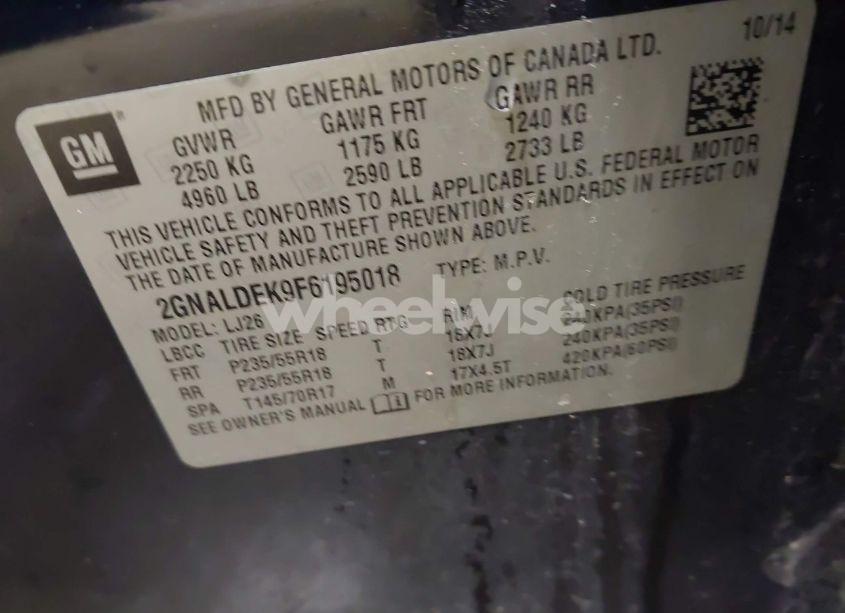 10/14
MFD BY GENERAL MOTORS OF CANADA LTD.
GM
GVWR GAWR FRT GAWR RR
2250 KG 1175 KG 1240 KG
4960 LB 2590 LB 2733 LB
THIS VEHICLE CONFORMS TO ALL APPLICABLE U.S. FEDERAL MOTOR
VEHICLE SAFETY AND THEFT PREVENTION STANDARDS IN EFFECT ON
THE DATE OF MANUFACTURE SHOWN ABOVE.
2GNALDEK9F6195018 TYPE: M.P.V.
MODEL: LJ26
LBCC TIRE SIZE SPEED RTG RIM COLD TIRE PRESSURE
FRT P235/55R18 T 18X7J 240KPA(35PSI)
RR P235/55R18 T 18X7J 240KPA(35PSI)
SPA T145/70R17 M 17X4.5T 420KPA(60PSI)
SEE OWNER'S MANUAL FOR MORE INFORMATION.
wheelwise